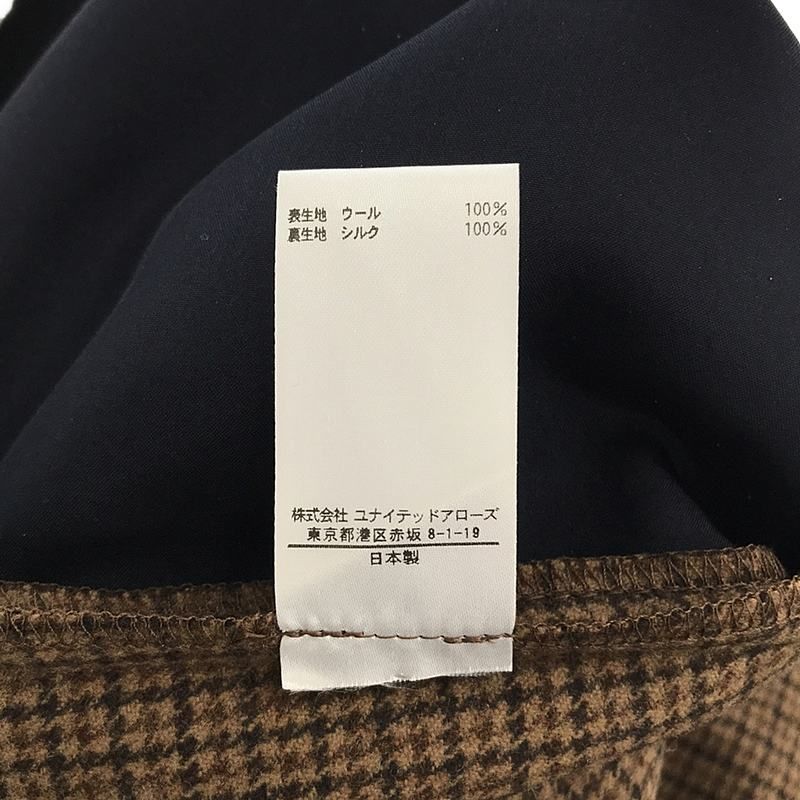 表生地 ウール 100%
裏生地 シルク 100%
株式会社 ユナイテッドアローズ
東京都港区赤坂 8-1-19
日本製